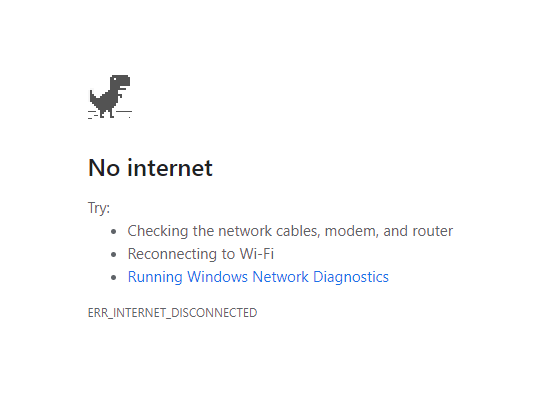 No internet
Try:
Checking the network cables, modem, and router
Reconnecting to Wi-Fi
Running Windows Network Diagnostics
ERR_INTERNET_DISCONNECTED